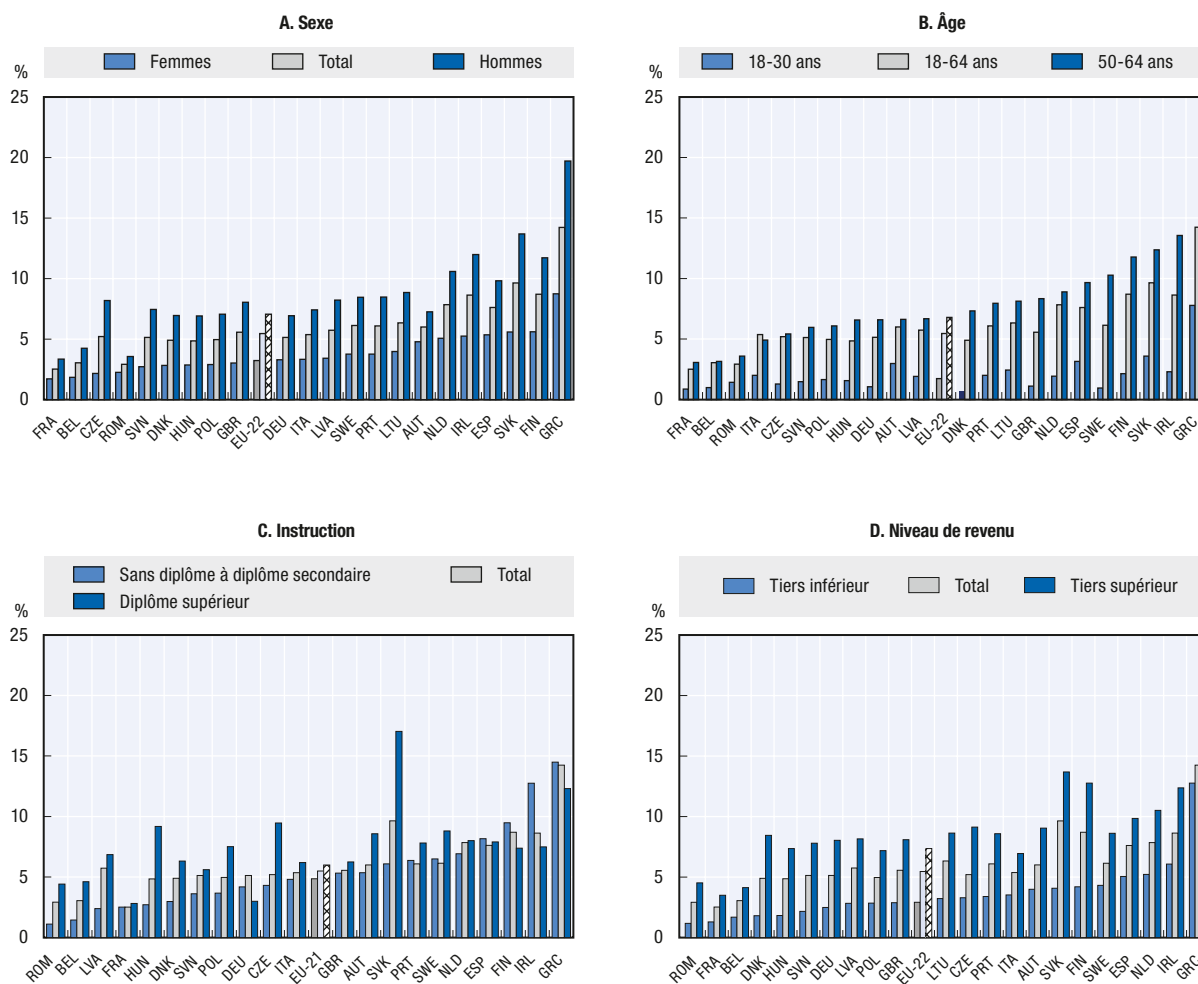 A. Sexe
Femmes Total Hommes
%
25
20
15
10
5
0
FRA BEL CZE ROM SVN DNK HUN POL GBR EU-22 DEU ITA LVA SWE PRT LTU AUT NLD IRL ESP SVK FIN GRC
B. Âge
18-30 ans 18-64 ans 50-64 ans
%
25
20
15
10
5
0
FRA BEL ROM ITA CZE SVN POL HUN DEU AUT LVA EU-22 DNK PRT LTU GBR NLD ESP SWE FIN SVK IRL GRC
C. Instruction
Sans diplôme à diplôme secondaire Total
Diplôme supérieur
%
25
20
15
10
5
0
ROM BEL LVA FRA HUN DNK SVN POL DEU CZE ITA EU-21 GBR AUT SVK PRT SWE NLD ESP FIN IRL GRC
D. Niveau de revenu
Tiers inférieur Total Tiers supérieur
%
25
20
15
10
5
0
ROM FRA BEL DNK HUN SVN DEU LVA POL GBR EU-22 LTU CZE PRT ITA AUT SVK FIN SWE ESP NLD IRL GRC